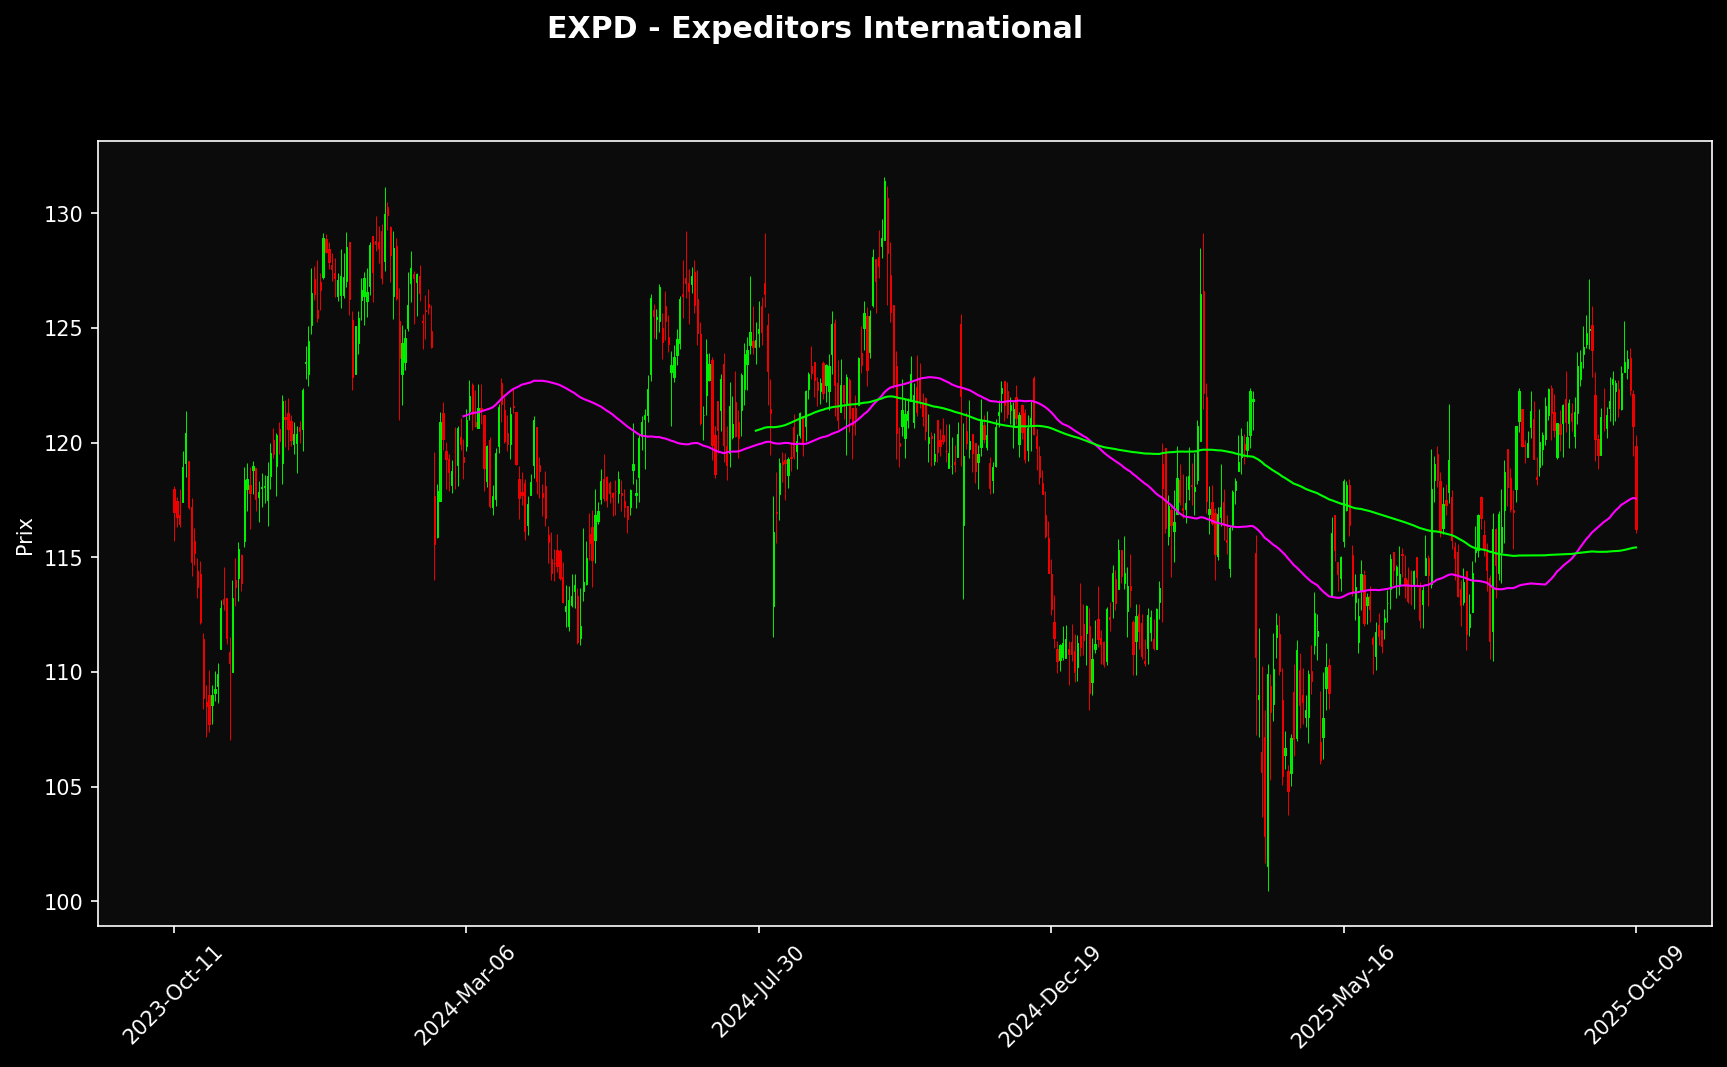 EXPD - Expeditors International
Prix
130
125
120
115
110
105
100
2023-Oct-11
2024-Mar-06
2024-Jul-30
2024-Dec-19
2025-May-16
2025-Oct-09